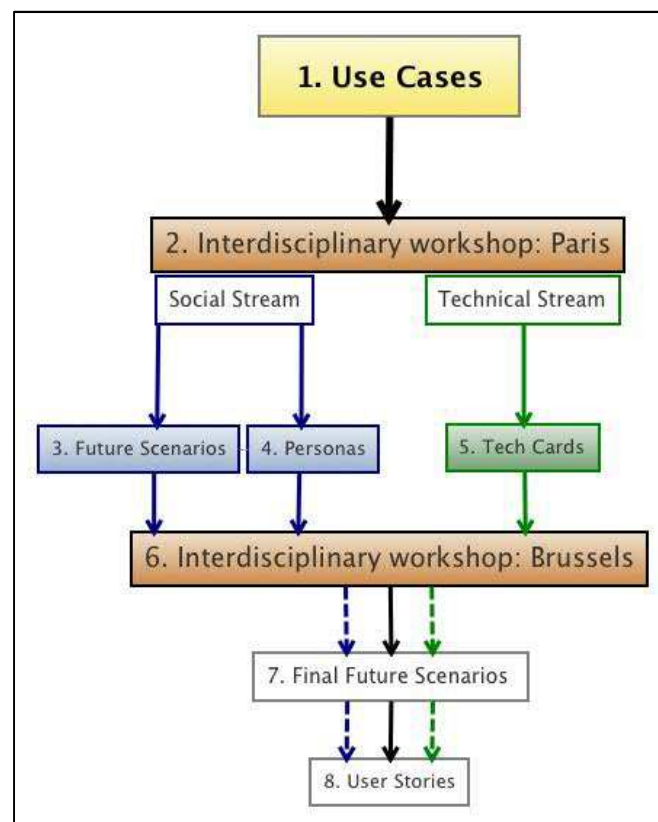 1. Use Cases
2. Interdisciplinary workshop: Paris
Social Stream
Technical Stream
3. Future Scenarios
4. Personas
5. Tech Cards
6. Interdisciplinary workshop: Brussels
7. Final Future Scenarios
8. User Stories